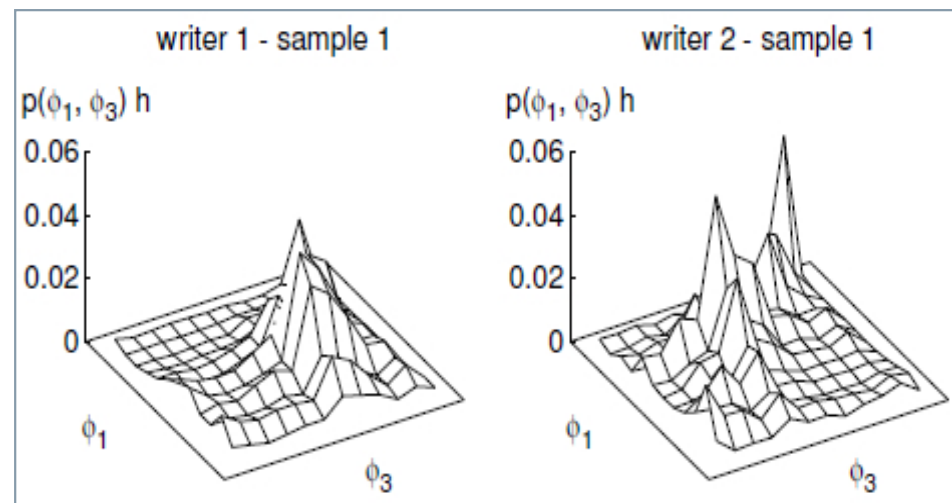 writer 1 - sample 1
p(ϕ₁, ϕ₃) h
0.06
0.04
0.02
0
ϕ₁
ϕ₃
writer 2 - sample 1
p(ϕ₁, ϕ₃) h
0.06
0.04
0.02
0
ϕ₁
ϕ₃